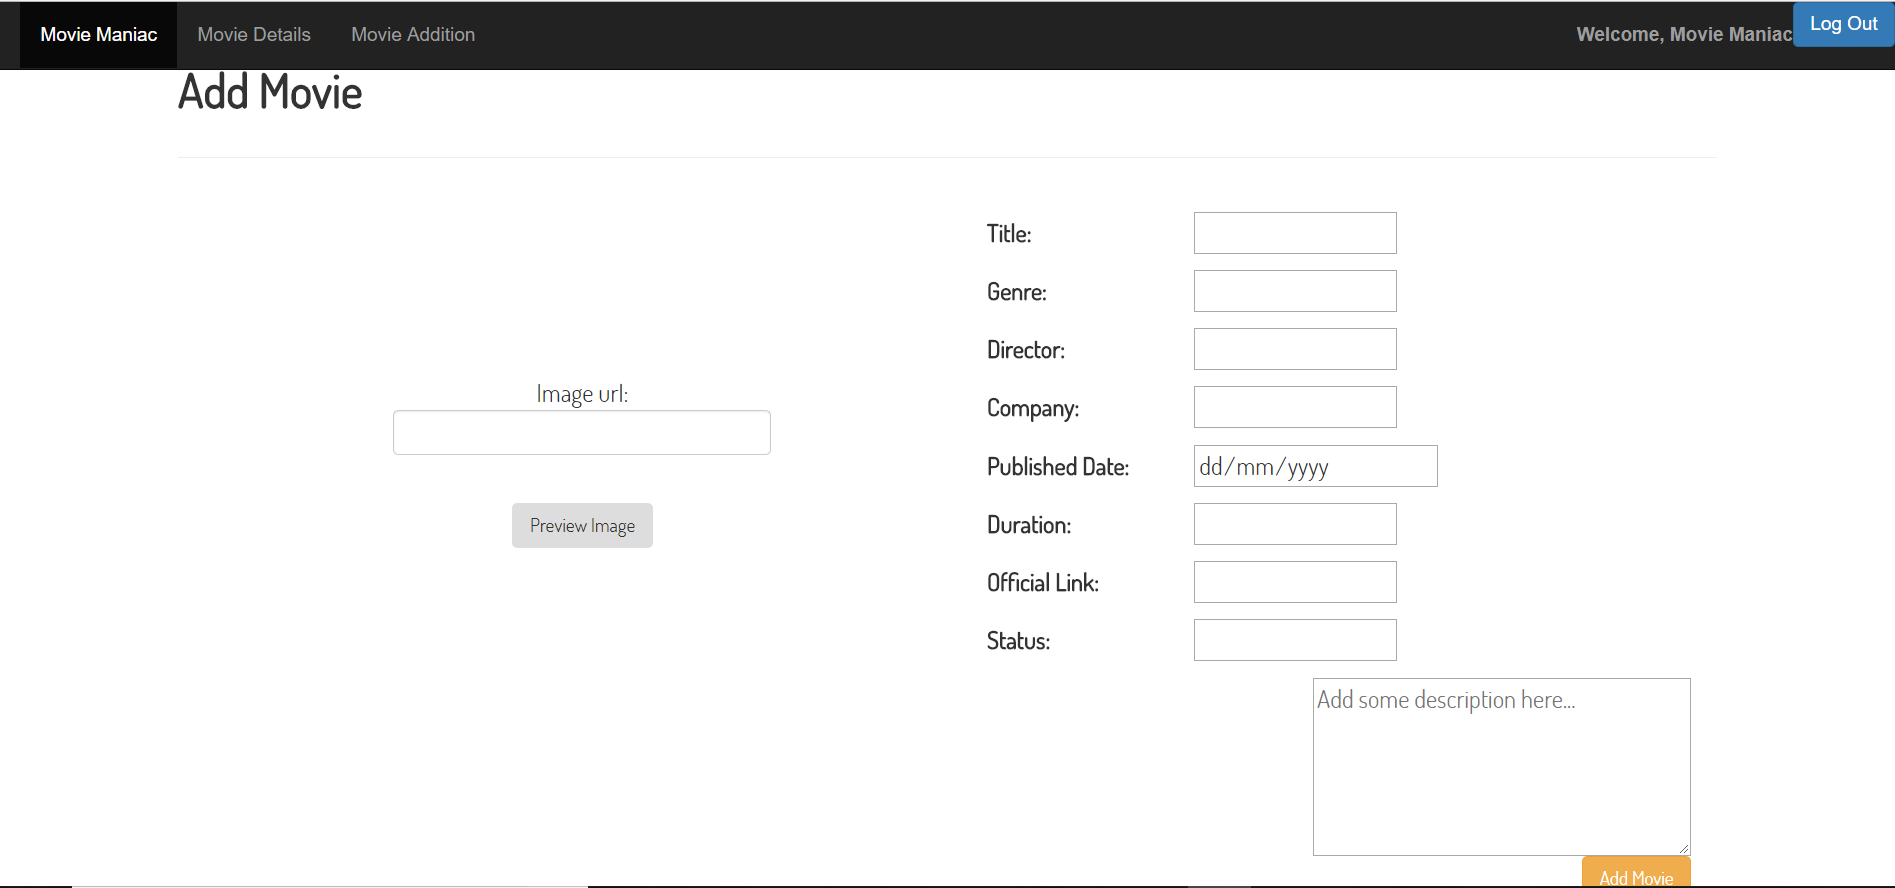 Movie Maniac Movie Details Movie Addition Welcome, Movie Maniac Log Out
Add Movie
Image url:
Preview Image
Title:
Genre:
Director:
Company:
Published Date: dd/mm/yyyy
Duration:
Official Link:
Status:
Add some description here...
Add Movie